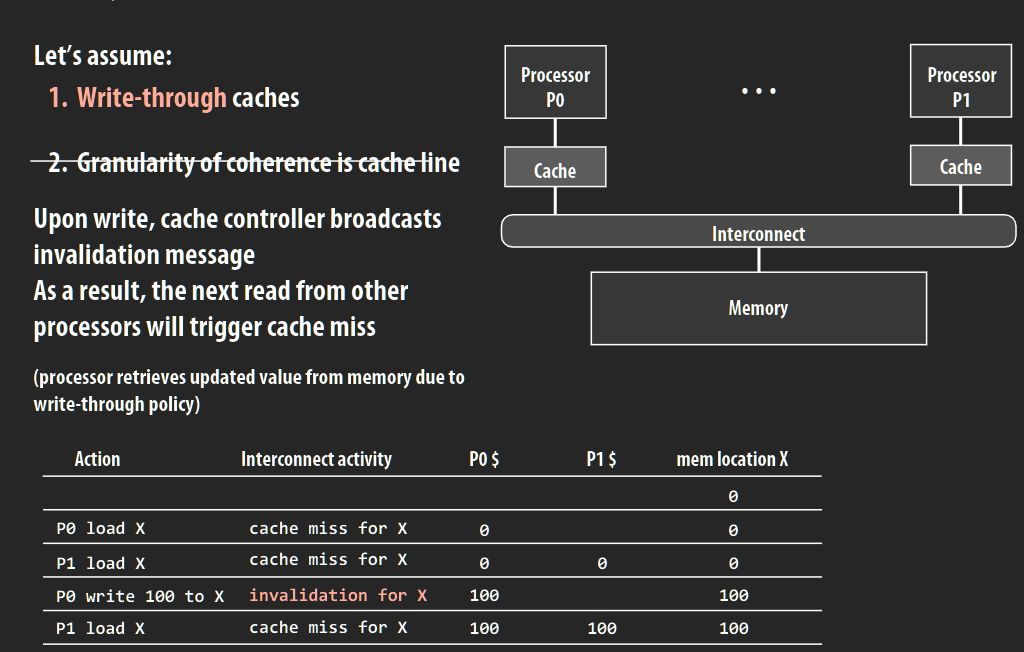 Let's assume:
1. Write-through caches
2. Granularity of coherence is cache line
Upon write, cache controller broadcasts
invalidation message
As a result, the next read from other
processors will trigger cache miss
(processor retrieves updated value from memory due to
write-through policy)
Processor
P0
. . .
Processor
P1
Cache
Cache
Interconnect
Memory
Action Interconnect activity P0 $ P1 $ mem location X
0
P0 load X cache miss for X 0 0
P1 load X cache miss for X 0 0 0
P0 write 100 to X invalidation for X 100 100
P1 load X cache miss for X 100 100 100